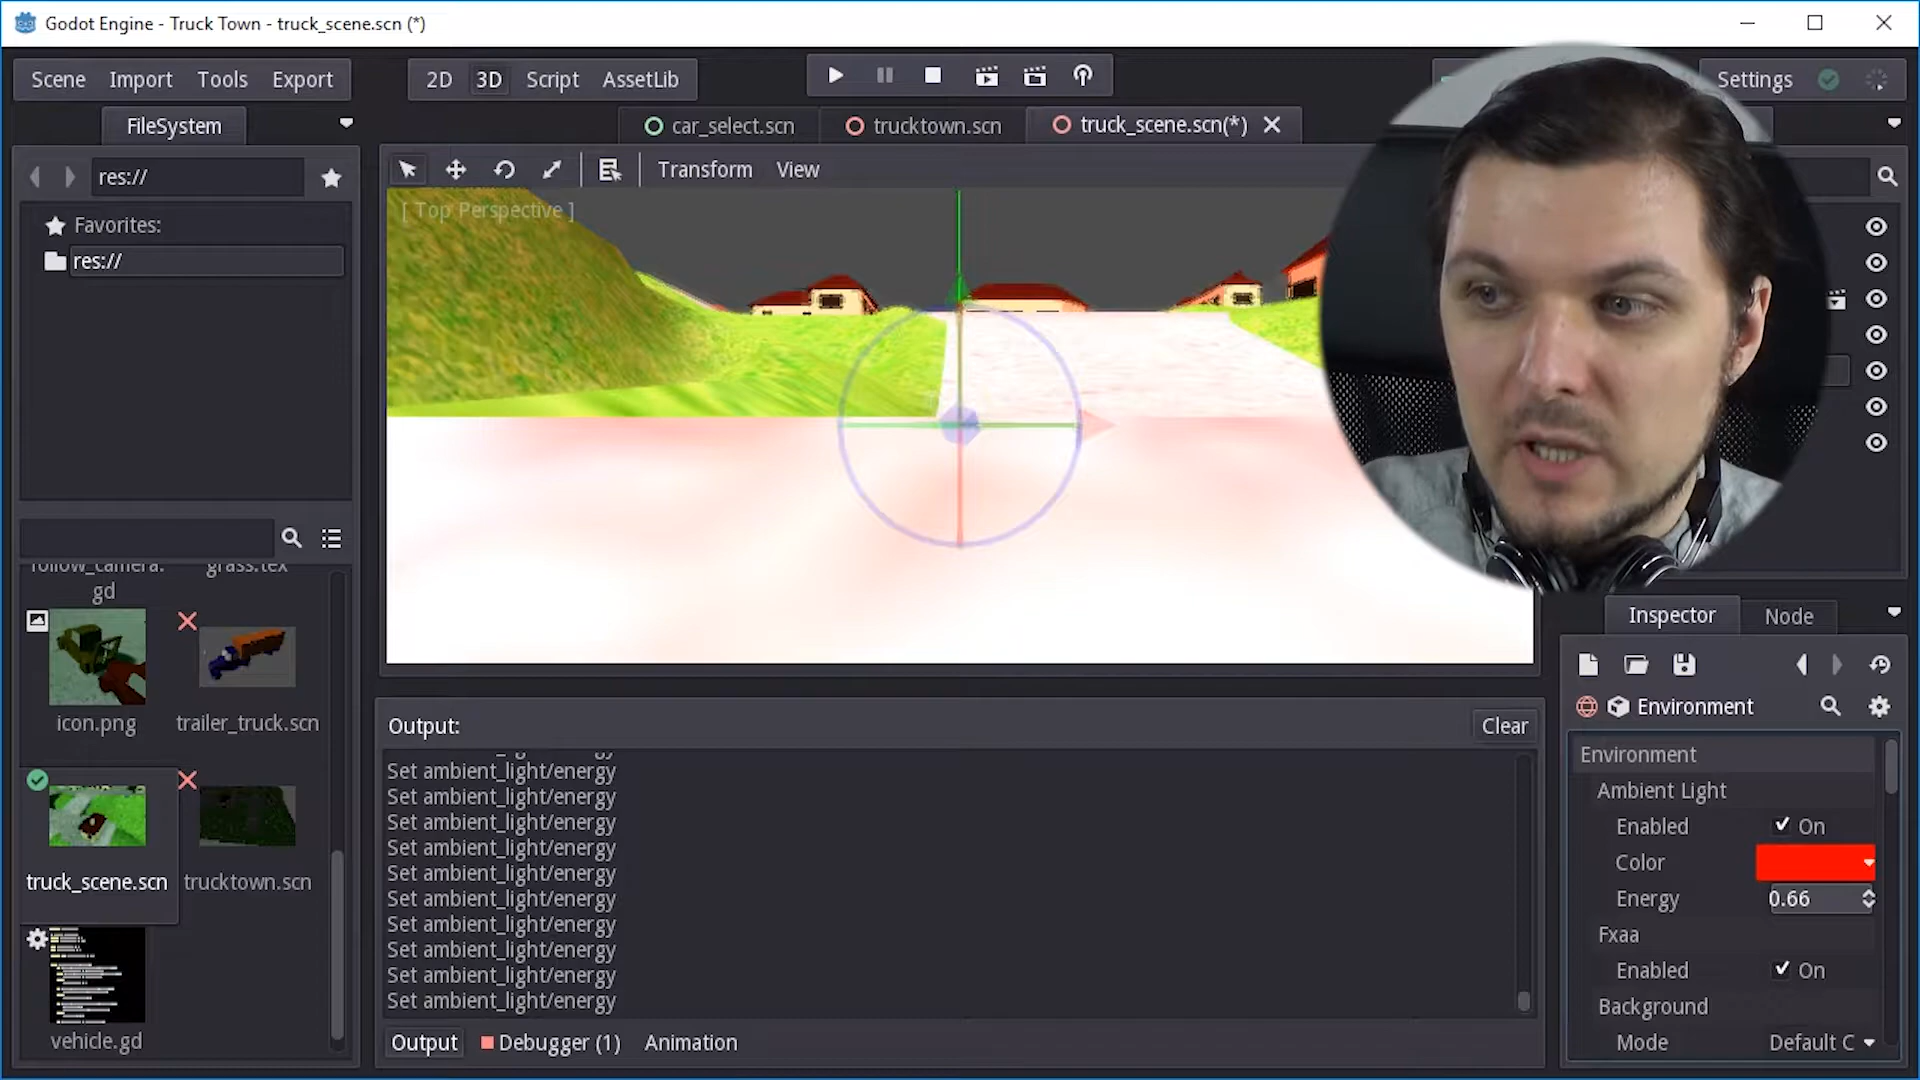 Godot Engine - Truck Town - truck_scene.scn (*)
Scene Import Tools Export
2D 3D Script AssetLib
Settings
FileSystem
car_select.scn
trucktown.scn
truck_scene.scn(*)
res://
Transform View
[ Top Perspective ]
Favorites:
res://
follow_camera.
gd
grass.tex
icon.png
trailer_truck.scn
truck_scene.scn
trucktown.scn
vehicle.gd
Output:
Clear
Set ambient_light/energy
Set ambient_light/energy
Set ambient_light/energy
Set ambient_light/energy
Set ambient_light/energy
Set ambient_light/energy
Set ambient_light/energy
Set ambient_light/energy
Set ambient_light/energy
Set ambient_light/energy
Output Debugger (1) Animation
Inspector Node
Environment
Environment
Ambient Light
Enabled On
Color
Energy 0.66
Fxaa
Enabled On
Background
Mode Default C